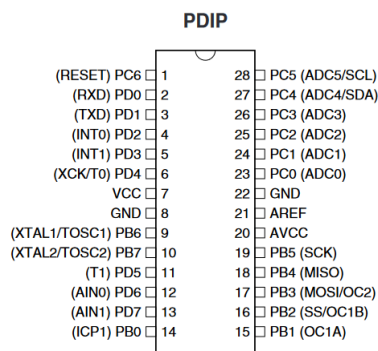 PDIP
(RESET) PC6 1 28 PC5 (ADC5/SCL)
(RXD) PD0 2 27 PC4 (ADC4/SDA)
(TXD) PD1 3 26 PC3 (ADC3)
(INT0) PD2 4 25 PC2 (ADC2)
(INT1) PD3 5 24 PC1 (ADC1)
(XCK/T0) PD4 6 23 PC0 (ADC0)
VCC 7 22 GND
GND 8 21 AREF
(XTAL1/TOSC1) PB6 9 20 AVCC
(XTAL2/TOSC2) PB7 10 19 PB5 (SCK)
(T1) PD5 11 18 PB4 (MISO)
(AIN0) PD6 12 17 PB3 (MOSI/OC2)
(AIN1) PD7 13 16 PB2 (SS/OC1B)
(ICP1) PB0 14 15 PB1 (OC1A)